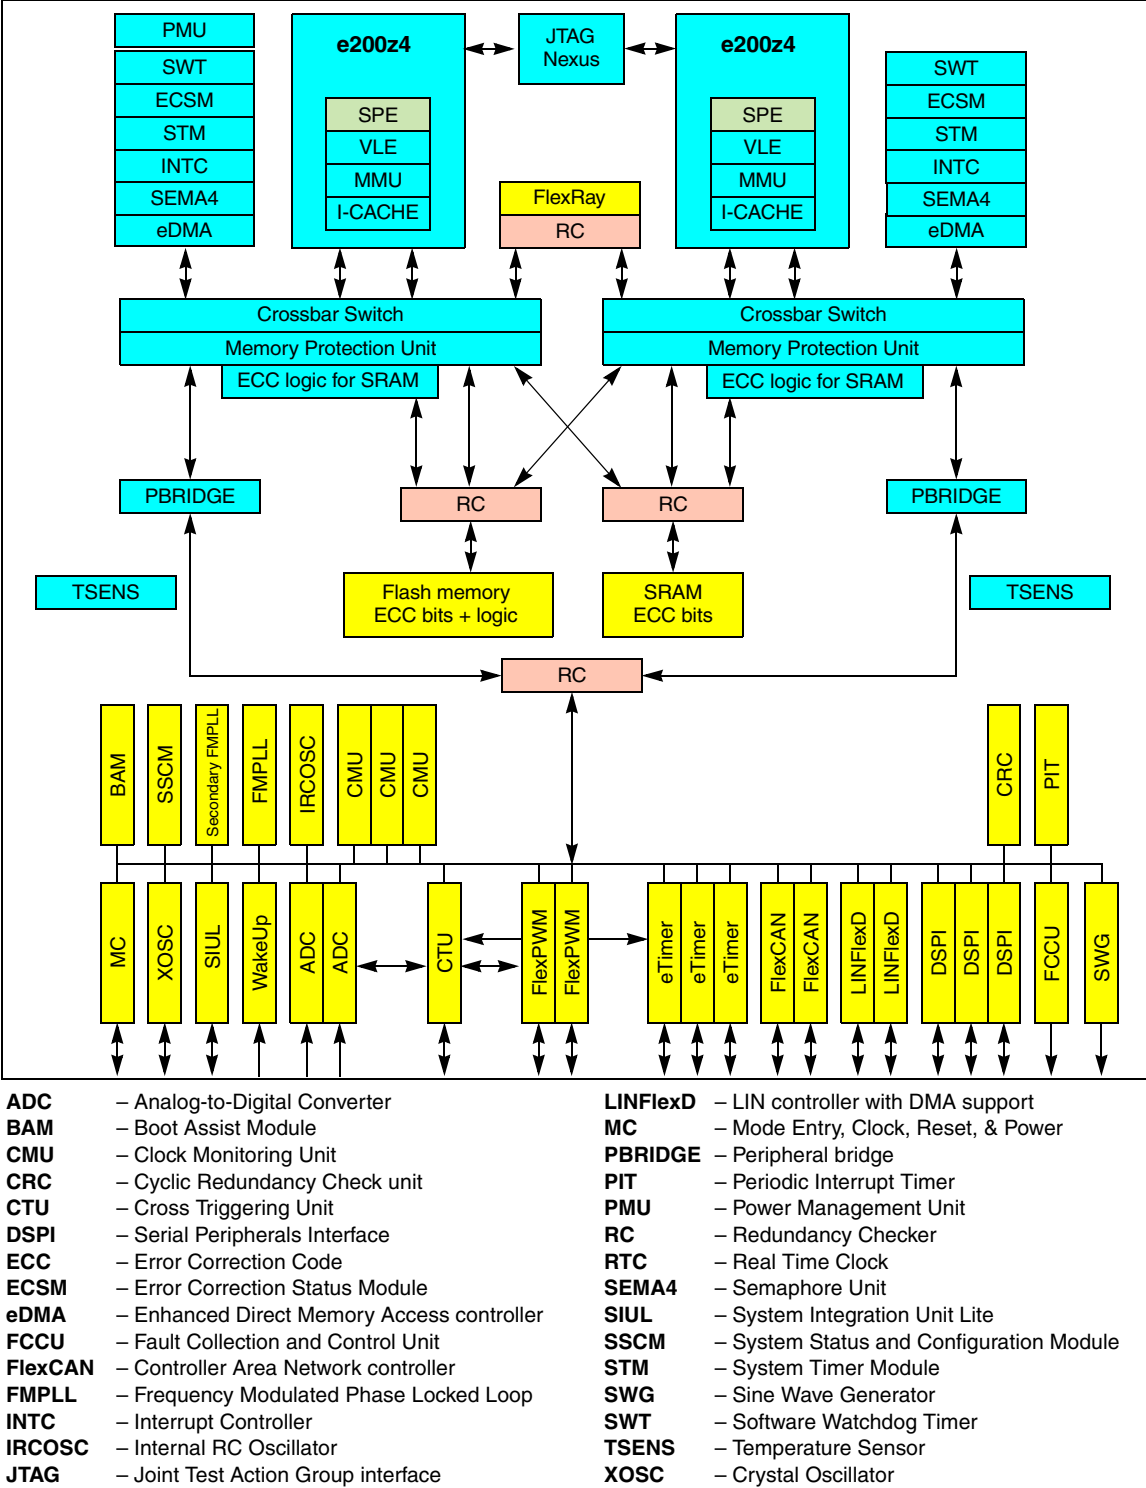 PMU
SWT
ECSM
STM
INTC
SEMA4
eDMA
e200z4
SPE
VLE
MMU
I-CACHE
JTAG
Nexus
FlexRay
RC
e200z4
SPE
VLE
MMU
I-CACHE
SWT
ECSM
STM
INTC
SEMA4
eDMA
Crossbar Switch
Memory Protection Unit
ECC logic for SRAM
Crossbar Switch
Memory Protection Unit
ECC logic for SRAM
PBRIDGE
RC
RC
PBRIDGE
TSENS
Flash memory
ECC bits + logic
SRAM
ECC bits
TSENS
RC
BAM
SSCM
Secondary FMPLL
FMPLL
IRCOSC
CMU
CMU
CMU
CRC
PIT
MC
XOSC
SIUL
WakeUp
ADC
ADC
CTU
FlexPWM
FlexPWM
eTimer
eTimer
eTimer
FlexCAN
FlexCAN
LINFlexD
LINFlexD
DSPI
DSPI
DSPI
FCCU
SWG
ADC – Analog-to-Digital Converter
BAM – Boot Assist Module
CMU – Clock Monitoring Unit
CRC – Cyclic Redundancy Check unit
CTU – Cross Triggering Unit
DSPI – Serial Peripherals Interface
ECC – Error Correction Code
ECSM – Error Correction Status Module
eDMA – Enhanced Direct Memory Access controller
FCCU – Fault Collection and Control Unit
FlexCAN – Controller Area Network controller
FMPLL – Frequency Modulated Phase Locked Loop
INTC – Interrupt Controller
IRCOSC – Internal RC Oscillator
JTAG – Joint Test Action Group interface
LINFlexD – LIN controller with DMA support
MC – Mode Entry, Clock, Reset, & Power
PBRIDGE – Peripheral bridge
PIT – Periodic Interrupt Timer
PMU – Power Management Unit
RC – Redundancy Checker
RTC – Real Time Clock
SEMA4 – Semaphore Unit
SIUL – System Integration Unit Lite
SSCM – System Status and Configuration Module
STM – System Timer Module
SWG – Sine Wave Generator
SWT – Software Watchdog Timer
TSENS – Temperature Sensor
XOSC – Crystal Oscillator